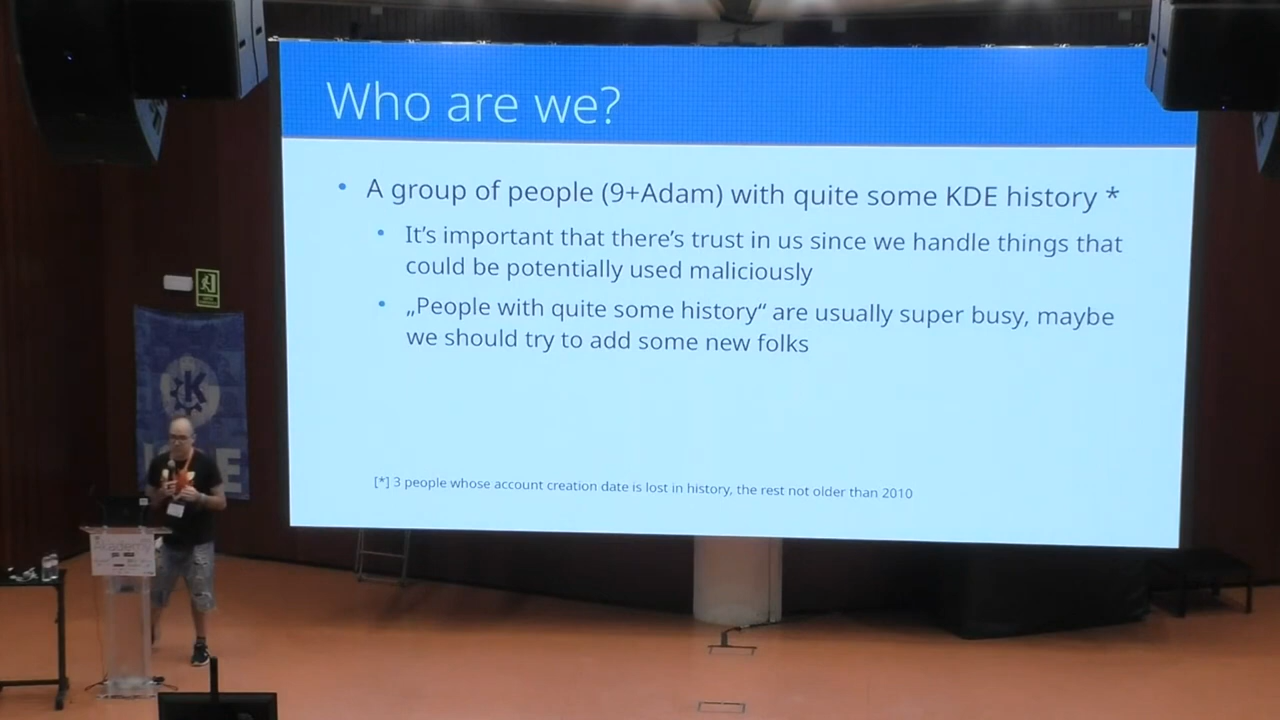 Who are we?
• A group of people (9+Adam) with quite some KDE history *
• It's important that there's trust in us since we handle things that
could be potentially used maliciously
• „People with quite some history“ are usually super busy, maybe
we should try to add some new folks
[*] 3 people whose account creation date is lost in history, the rest not older than 2010
K